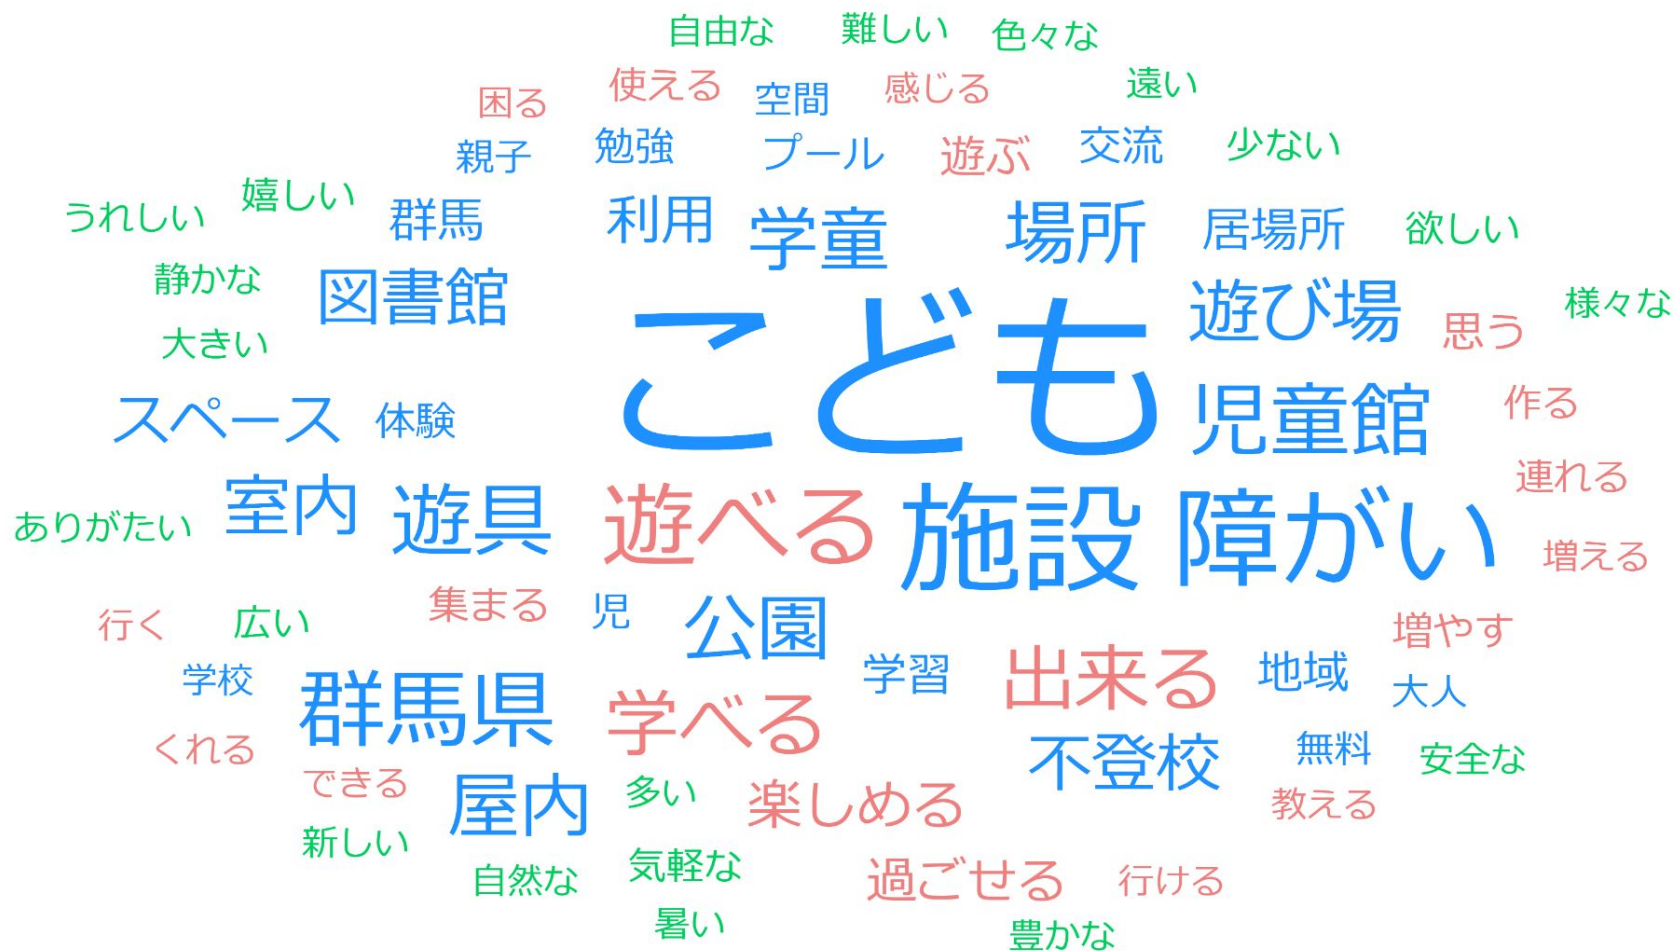 自由な 難しい 色々な
困る 使える 空間 感じる 遠い
親子 勉強 プール 遊ぶ 交流 少ない
うれしい 嬉しい 群馬 利用 学童 場所 居場所 欲しい
静かな 図書館 遊び場 様々な
大きい こども 思う
スペース 体験 児童館 作る
ありがたい 室内 遊具 遊べる 施設 障がい 連れる
増える
行く 広い 集まる 児 公園 増やす
学校 群馬県 学べる 学習 出来る 地域 大人
くれる できる 不登校 無料 安全な
新しい 屋内 多い 楽しめる 教える
自然な 気軽な 過ごせる 行ける
暑い 豊かな